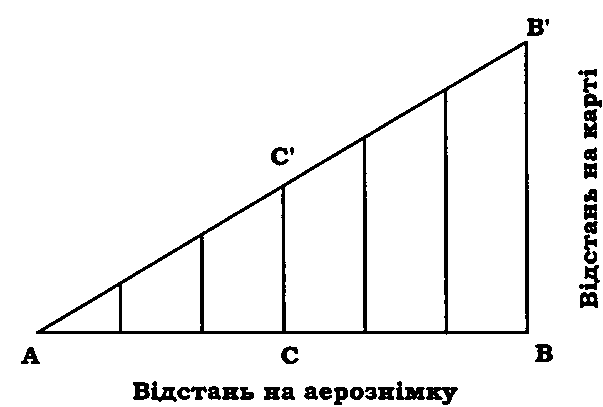 B'
C'
Відстань на карті
A
C
B
Відстань на аерознімку